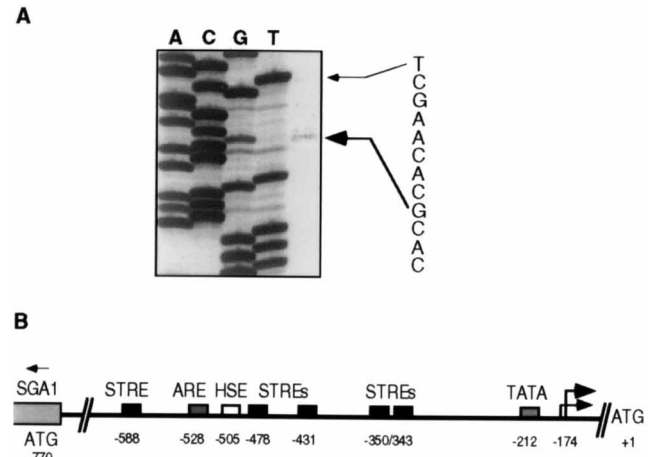 A
A C G T
T
C
G
A
A
C
A
C
G
C
A
C
B
SGA1 STRE ARE HSE STREs STREs TATA
ATG -588 -528 -505 -478 -431 -350/343 -212 -174 ATG
+1